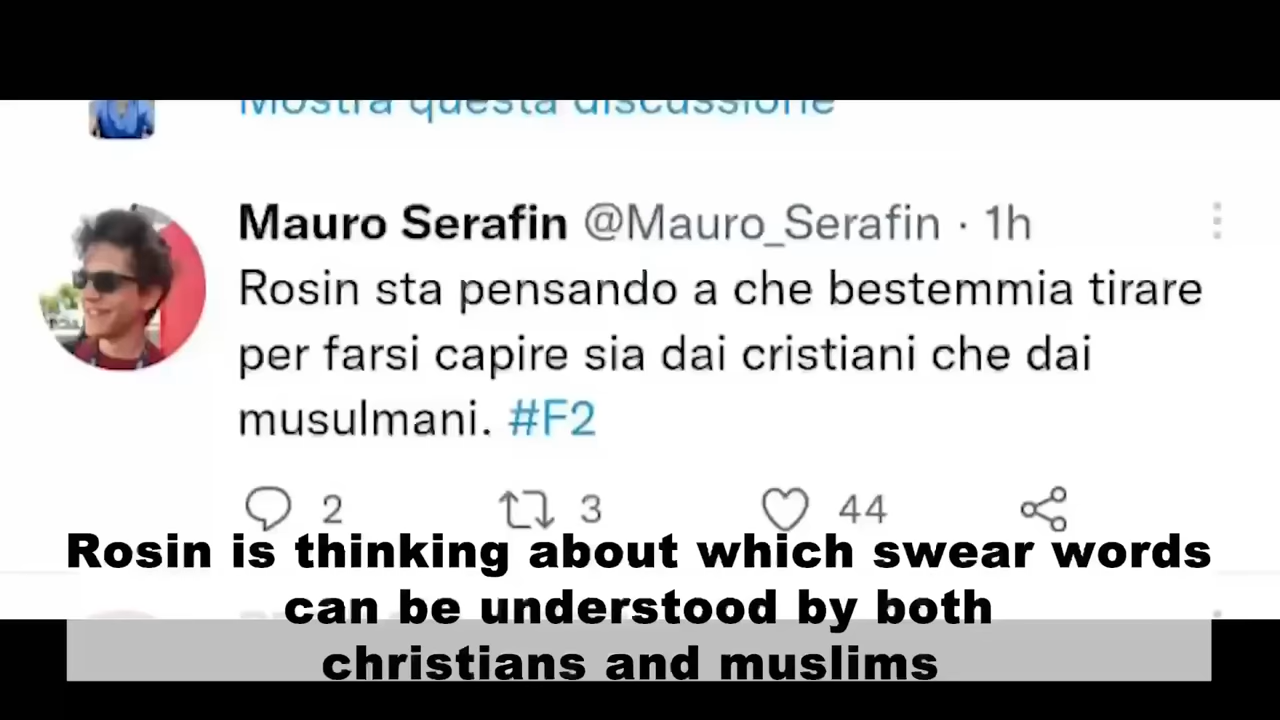 Mostra questa discussione
Mauro Serafin @Mauro_Serafin · 1h
Rosin sta pensando a che bestemmia tirare
per farsi capire sia dai cristiani che dai
musulmani. #F2
2 3 44
Rosin is thinking about which swear words
can be understood by both
christians and muslims